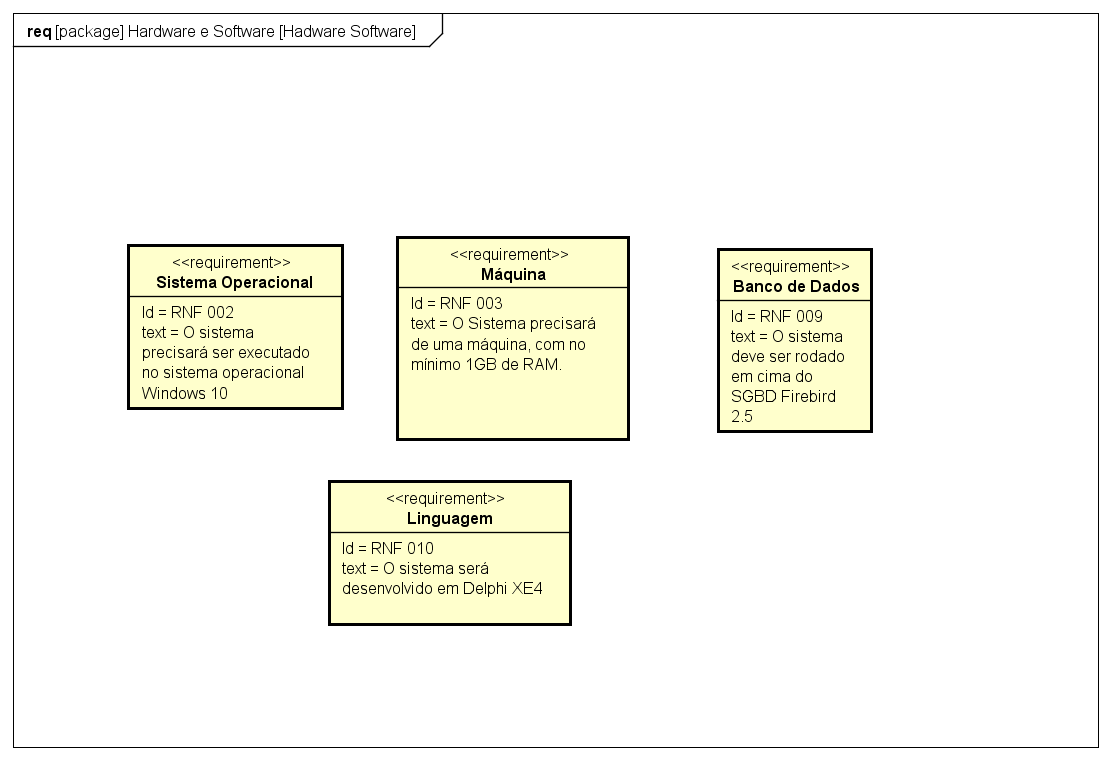 req [package] Hardware e Software [Hadware Software]
<<requirement>>
Sistema Operacional
Id = RNF 002
text = O sistema
precisará ser executado
no sistema operacional
Windows 10
<<requirement>>
Máquina
Id = RNF 003
text = O Sistema precisará
de uma máquina, com no
mínimo 1GB de RAM.
<<requirement>>
Banco de Dados
Id = RNF 009
text = O sistema
deve ser rodado
em cima do
SGBD Firebird
2.5
<<requirement>>
Linguagem
Id = RNF 010
text = O sistema será
desenvolvido em Delphi XE4